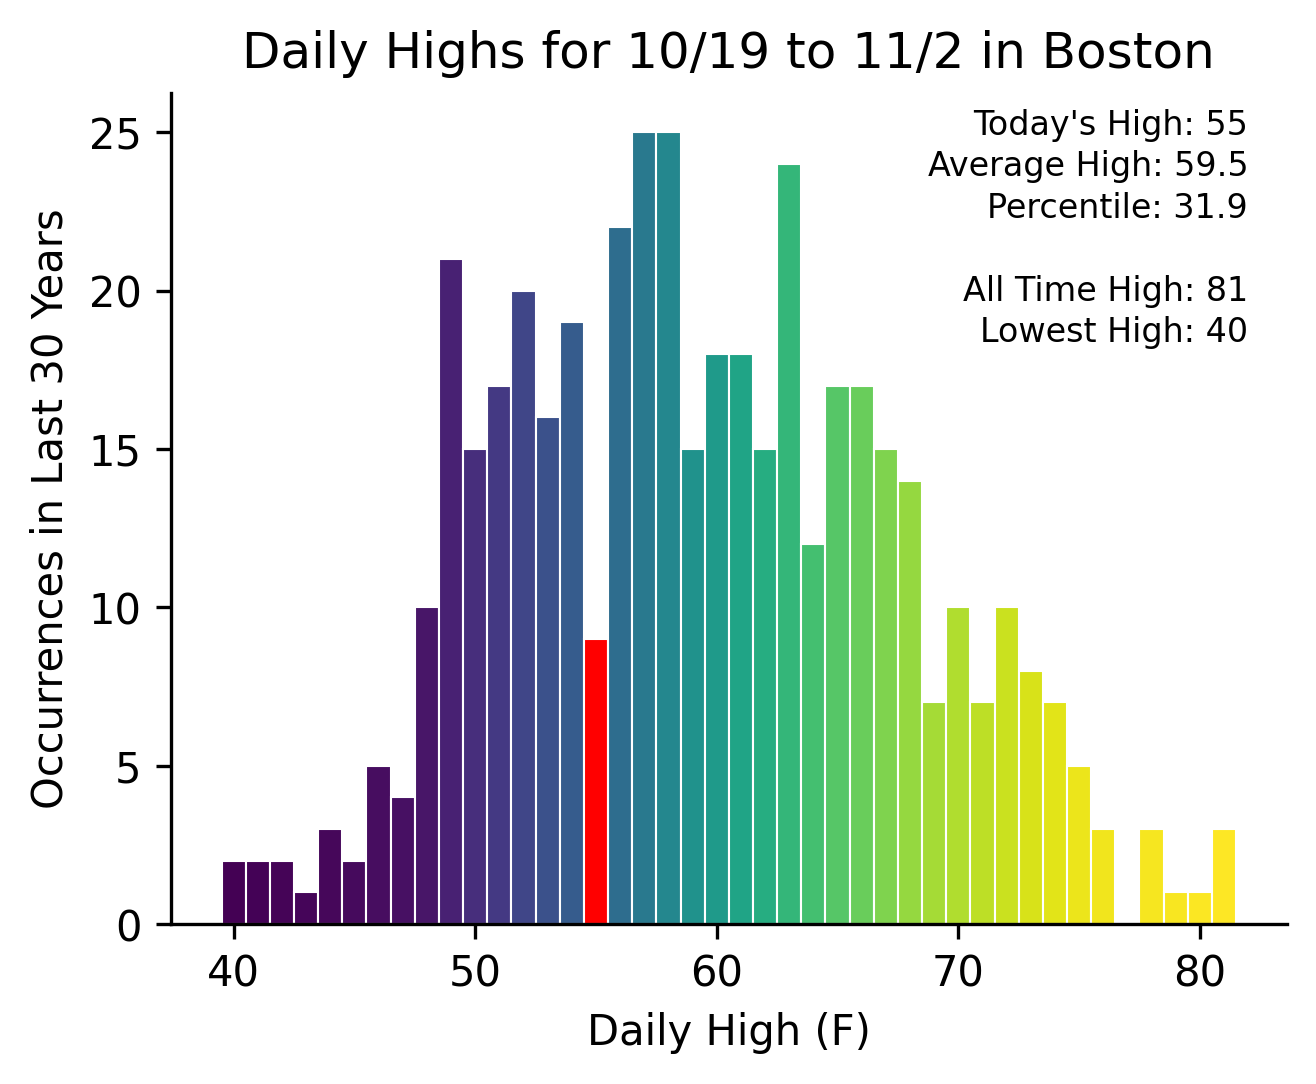 Daily Highs for 10/19 to 11/2 in Boston
Today's High: 55
Average High: 59.5
Percentile: 31.9
All Time High: 81
Lowest High: 40
Occurrences in Last 30 Years
25
20
15
10
5
0
40 50 60 70 80
Daily High (F)